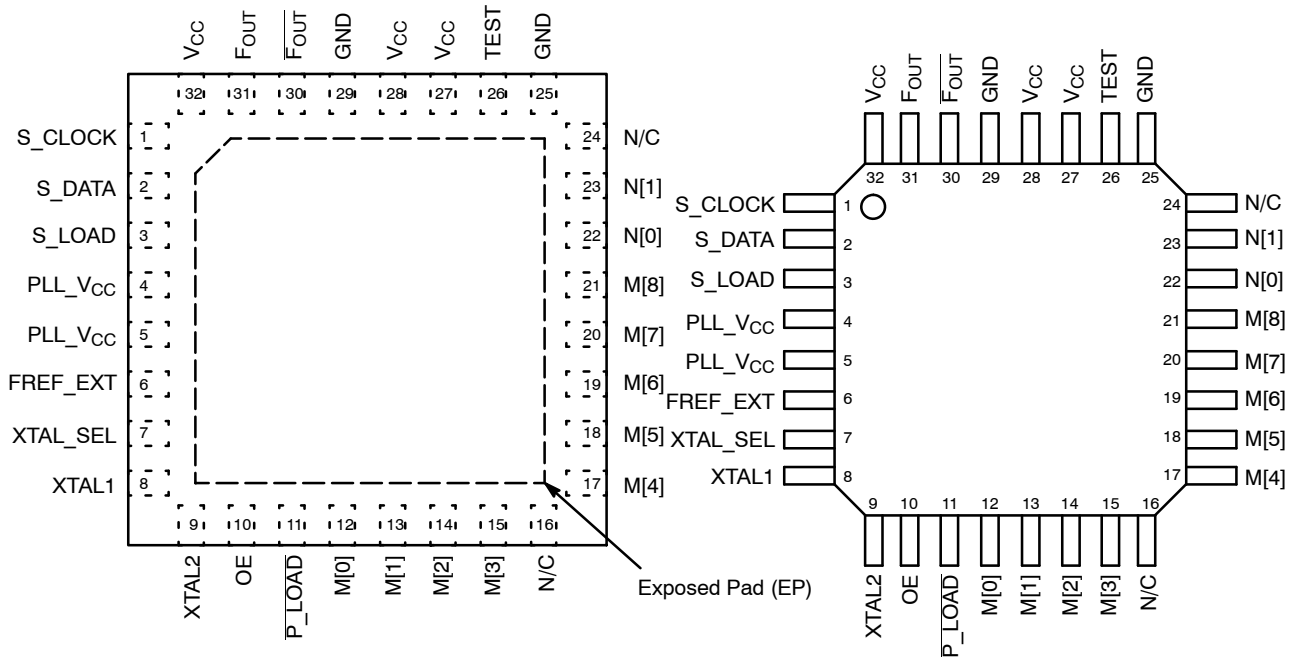 VCC FOUT F̅O̅U̅T̅ GND VCC VCC TEST GND
32 31 30 29 28 27 26 25
S_CLOCK 1
S_DATA 2
S_LOAD 3
PLL_VCC 4
PLL_VCC 5
FREF_EXT 6
XTAL_SEL 7
XTAL1 8
24 N/C
23 N[1]
22 N[0]
21 M[8]
20 M[7]
19 M[6]
18 M[5]
17 M[4]
9 10 11 12 13 14 15 16
XTAL2 OE P̅_̅L̅O̅A̅D̅ M[0] M[1] M[2] M[3] N/C
Exposed Pad (EP)
VCC FOUT F̅O̅U̅T̅ GND VCC VCC TEST GND
32 31 30 29 28 27 26 25
S_CLOCK 1
S_DATA 2
S_LOAD 3
PLL_VCC 4
PLL_VCC 5
FREF_EXT 6
XTAL_SEL 7
XTAL1 8
24 N/C
23 N[1]
22 N[0]
21 M[8]
20 M[7]
19 M[6]
18 M[5]
17 M[4]
9 10 11 12 13 14 15 16
XTAL2 OE P̅_̅L̅O̅A̅D̅ M[0] M[1] M[2] M[3] N/C